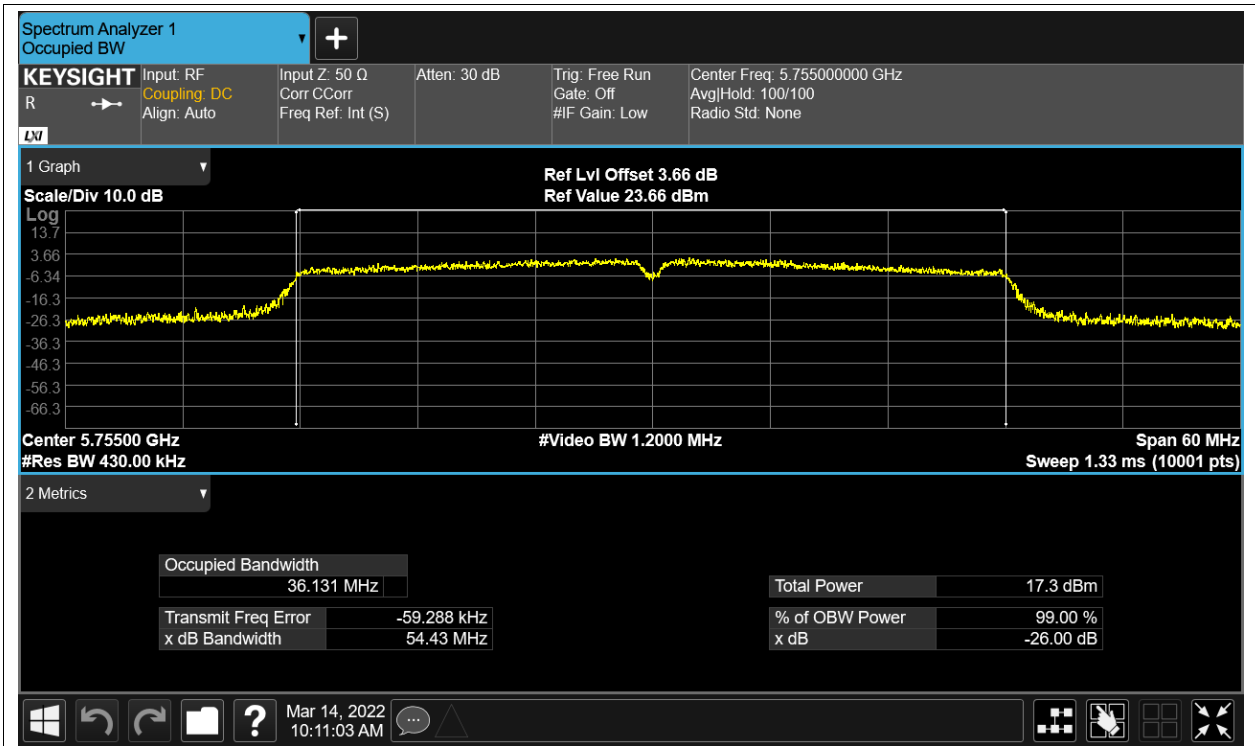 Spectrum Analyzer 1
Occupied BW
KEYSIGHT
R
LXI
Input: RF
Coupling: DC
Align: Auto
Input Z: 50 Ω
Corr CCorr
Freq Ref: Int (S)
Atten: 30 dB
Trig: Free Run
Gate: Off
#IF Gain: Low
Center Freq: 5.755000000 GHz
Avg|Hold: 100/100
Radio Std: None
1 Graph
Scale/Div 10.0 dB
Ref Lvl Offset 3.66 dB
Ref Value 23.66 dBm
Log
13.7
3.66
-6.34
-16.3
-26.3
-36.3
-46.3
-56.3
-66.3
Center 5.75500 GHz
#Video BW 1.2000 MHz
Span 60 MHz
#Res BW 430.00 kHz
Sweep 1.33 ms (10001 pts)
2 Metrics
Occupied Bandwidth
36.131 MHz
Total Power 17.3 dBm
Transmit Freq Error -59.288 kHz
% of OBW Power 99.00 %
x dB Bandwidth 54.43 MHz
x dB -26.00 dB
?
Mar 14, 2022
10:11:03 AM